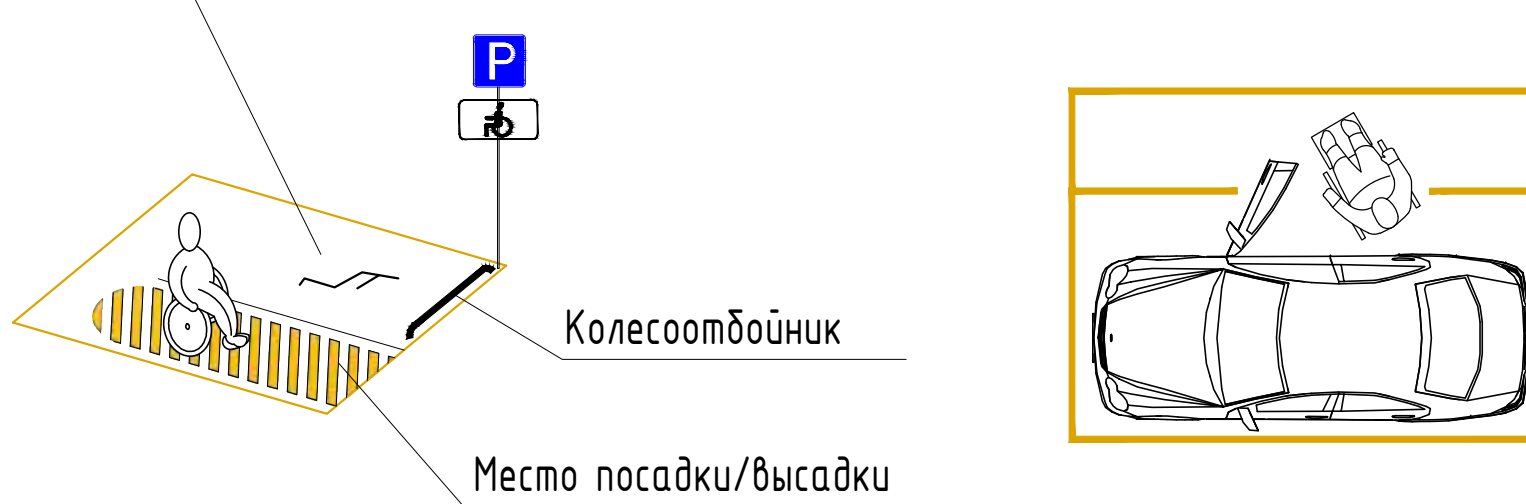 P
Колесоотбойник
Место посадки/высадки